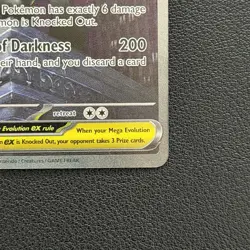 Pokémon has exactly 6 damage
mon is Knocked Out.
of Darkness 200
eir hand, and you discard a card
retreat
Evolution ex rule
When your Mega Evolution
ex is Knocked Out, your opponent takes 3 Prize cards.
/ Creatures / GAME FREAK